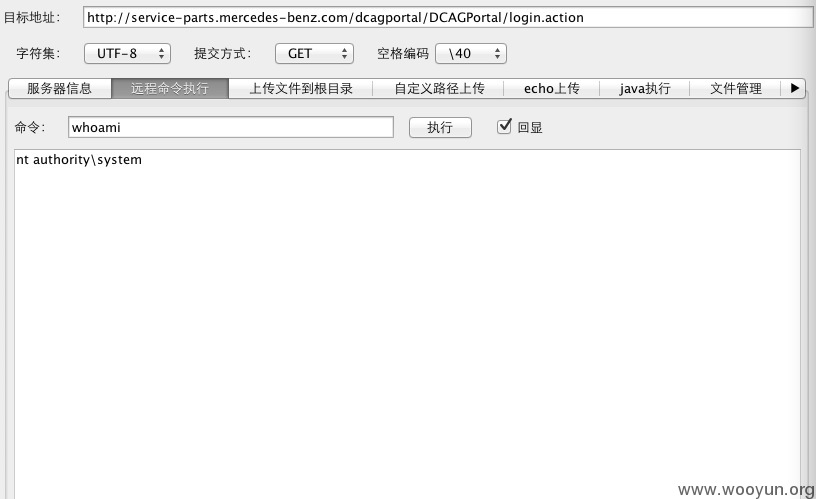 目标地址： http://service-parts.mercedes-benz.com/dcagportal/DCAGPortal/login.action
字符集： UTF-8 提交方式： GET 空格编码 \40
服务器信息 远程命令执行 上传文件到根目录 自定义路径上传 echo上传 java执行 文件管理
命令： whoami 执行 回显
nt authority\system
www.wooyun.org